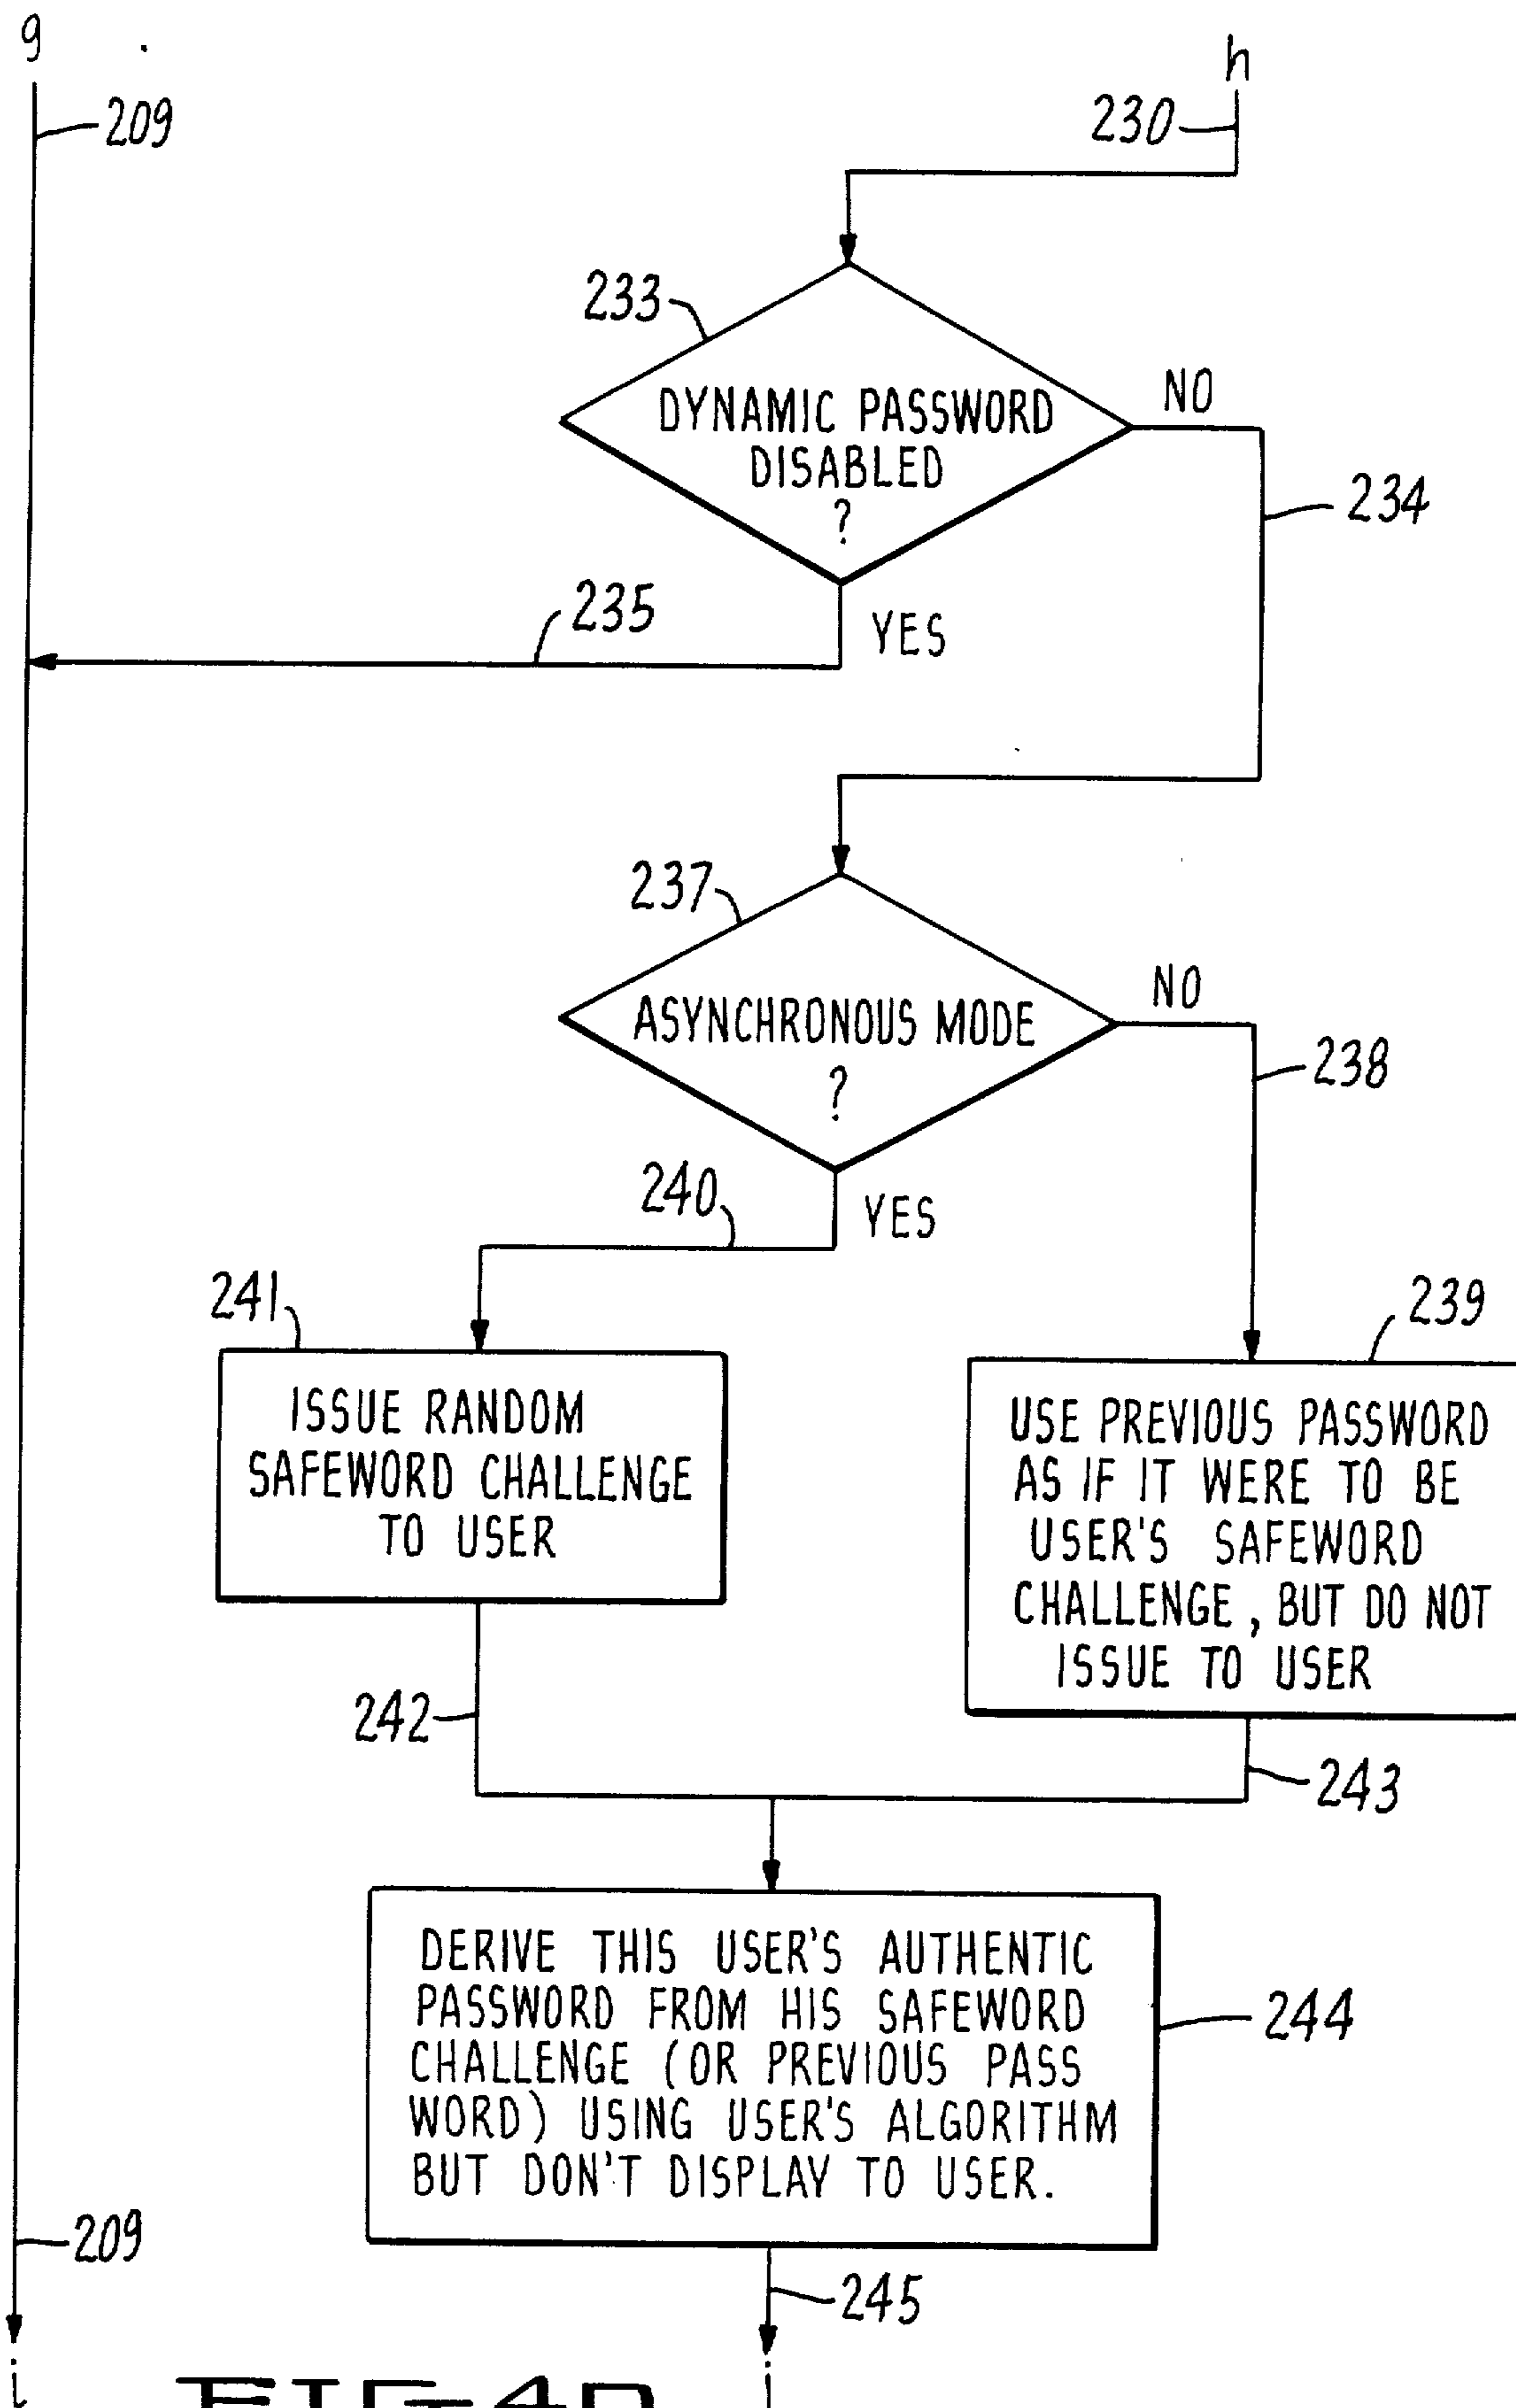 g
h
209
230
233
DYNAMIC PASSWORD
DISABLED
?
NO
234
235
YES
237
ASYNCHRONOUS MODE
?
NO
238
240
YES
241
239
ISSUE RANDOM
SAFEWORD CHALLENGE
TO USER
USE PREVIOUS PASSWORD
AS IF IT WERE TO BE
USER'S SAFEWORD
CHALLENGE, BUT DO NOT
ISSUE TO USER
242
243
DERIVE THIS USER'S AUTHENTIC
PASSWORD FROM HIS SAFEWORD
CHALLENGE (OR PREVIOUS PASS
WORD) USING USER'S ALGORITHM
BUT DON'T DISPLAY TO USER.
244
209
245